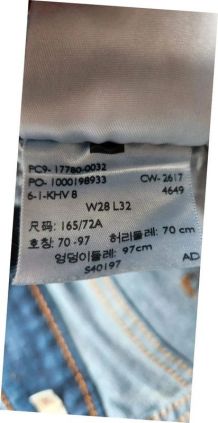 PC9-17780-0032
PO-1000198933 CW-2617
6-1-KHV 8 4649
W28 L32
尺码: 165/72A
호칭: 70 -97 허리둘레: 70 cm
엉덩이둘레: 97cm
S40197 AD